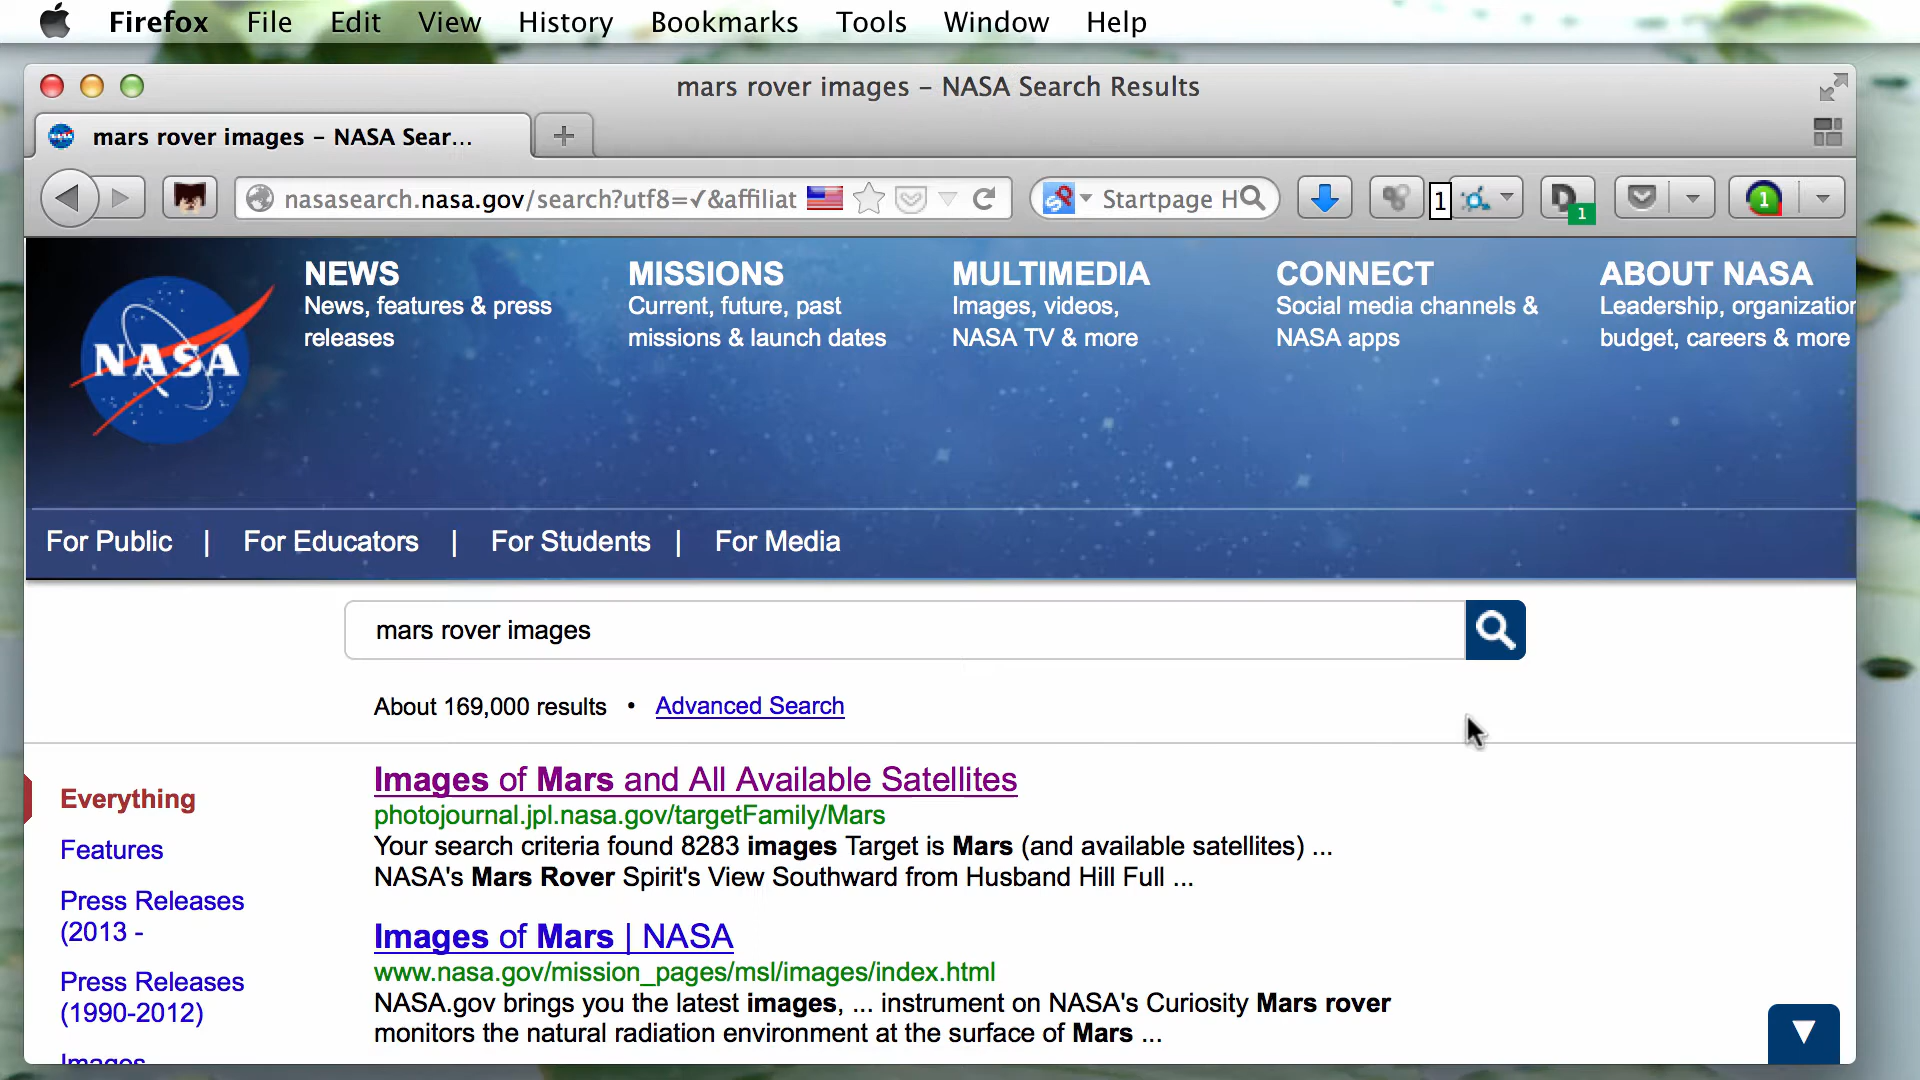 Firefox File Edit View History Bookmarks Tools Window Help
mars rover images – NASA Search Results
mars rover images – NASA Sear...
nasasearch.nasa.gov/search?utf8=✓&affiliat
Startpage H
1
D 1
1
NASA
NEWS
News, features & press
releases
MISSIONS
Current, future, past
missions & launch dates
MULTIMEDIA
Images, videos,
NASA TV & more
CONNECT
Social media channels &
NASA apps
ABOUT NASA
Leadership, organization
budget, careers & more
For Public | For Educators | For Students | For Media
mars rover images
About 169,000 results • Advanced Search
Everything
Features
Press Releases
(2013 -
Press Releases
(1990-2012)
Images
Images of Mars and All Available Satellites
photojournal.jpl.nasa.gov/targetFamily/Mars
Your search criteria found 8283 images Target is Mars (and available satellites) ...
NASA's Mars Rover Spirit's View Southward from Husband Hill Full ...
Images of Mars | NASA
www.nasa.gov/mission_pages/msl/images/index.html
NASA.gov brings you the latest images, ... instrument on NASA's Curiosity Mars rover
monitors the natural radiation environment at the surface of Mars ...